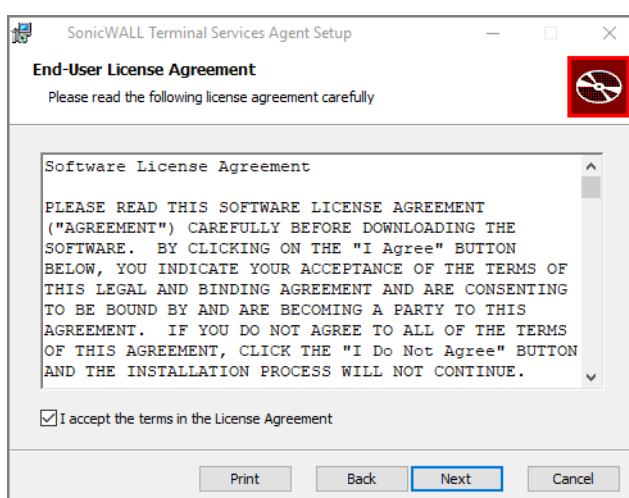 SonicWALL Terminal Services Agent Setup
End-User License Agreement
Please read the following license agreement carefully
Software License Agreement
PLEASE READ THIS SOFTWARE LICENSE AGREEMENT
("AGREEMENT") CAREFULLY BEFORE DOWNLOADING THE
SOFTWARE.  BY CLICKING ON THE "I Agree" BUTTON
BELOW, YOU INDICATE YOUR ACCEPTANCE OF THE TERMS OF
THIS LEGAL AND BINDING AGREEMENT AND ARE CONSENTING
TO BE BOUND BY AND ARE BECOMING A PARTY TO THIS
AGREEMENT.  IF YOU DO NOT AGREE TO ALL OF THE TERMS
OF THIS AGREEMENT, CLICK THE "I Do Not Agree" BUTTON
AND THE INSTALLATION PROCESS WILL NOT CONTINUE.
I accept the terms in the License Agreement
Print Back Next Cancel